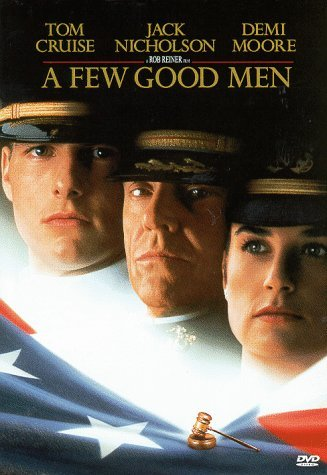 TOM JACK DEMI
CRUISE NICHOLSON MOORE
A ROB REINER FILM
A FEW GOOD MEN
DVD